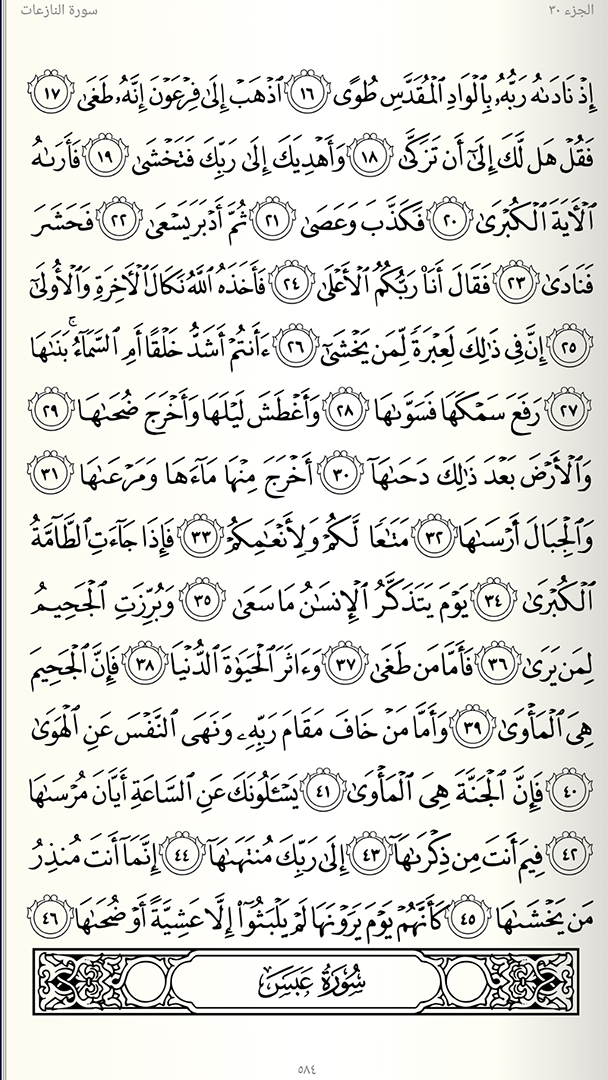 سورة النازعات
الجزء ٣٠
إِذۡ نَادَىٰهُ رَبُّهُۥ بِٱلۡوَادِ ٱلۡمُقَدَّسِ طُوًى ١٦ ٱذۡهَبۡ إِلَىٰ فِرۡعَوۡنَ إِنَّهُۥ طَغَىٰ ١٧
فَقُلۡ هَل لَّكَ إِلَىٰٓ أَن تَزَكَّىٰ ١٨ وَأَهۡدِيَكَ إِلَىٰ رَبِّكَ فَتَخۡشَىٰ ١٩ فَأَرَىٰهُ
ٱلۡأٓيَةَ ٱلۡكُبۡرَىٰ ٢٠ فَكَذَّبَ وَعَصَىٰ ٢١ ثُمَّ أَدۡبَرَ يَسۡعَىٰ ٢٢ فَحَشَرَ
فَنَادَىٰ ٢٣ فَقَالَ أَنَا۠ رَبُّكُمُ ٱلۡأَعۡلَىٰ ٢٤ فَأَخَذَهُ ٱللَّهُ نَكَالَ ٱلۡأٓخِرَةِ وَٱلۡأُولَىٰٓ
٢٥ إِنَّ فِي ذَٰلِكَ لَعِبۡرَةٗ لِّمَن يَخۡشَىٰٓ ٢٦ ءَأَنتُمۡ أَشَدُّ خَلۡقًا أَمِ ٱلسَّمَآءُۚ بَنَىٰهَا
٢٧ رَفَعَ سَمۡكَهَا فَسَوَّىٰهَا ٢٨ وَأَغۡطَشَ لَيۡلَهَا وَأَخۡرَجَ ضُحَىٰهَا ٢٩
وَٱلۡأَرۡضَ بَعۡدَ ذَٰلِكَ دَحَىٰهَآ ٣٠ أَخۡرَجَ مِنۡهَا مَآءَهَا وَمَرۡعَىٰهَا ٣١
وَٱلۡجِبَالَ أَرۡسَىٰهَا ٣٢ مَتَٰعٗا لَّكُمۡ وَلِأَنۡعَٰمِكُمۡ ٣٣ فَإِذَا جَآءَتِ ٱلطَّآمَّةُ
ٱلۡكُبۡرَىٰ ٣٤ يَوۡمَ يَتَذَكَّرُ ٱلۡإِنسَٰنُ مَا سَعَىٰ ٣٥ وَبُرِّزَتِ ٱلۡجَحِيمُ
لِمَن يَرَىٰ ٣٦ فَأَمَّا مَن طَغَىٰ ٣٧ وَءَاثَرَ ٱلۡحَيَوٰةَ ٱلدُّنۡيَا ٣٨ فَإِنَّ ٱلۡجَحِيمَ
هِيَ ٱلۡمَأۡوَىٰ ٣٩ وَأَمَّا مَنۡ خَافَ مَقَامَ رَبِّهِۦ وَنَهَى ٱلنَّفۡسَ عَنِ ٱلۡهَوَىٰ
٤٠ فَإِنَّ ٱلۡجَنَّةَ هِيَ ٱلۡمَأۡوَىٰ ٤١ يَسۡـَٔلُونَكَ عَنِ ٱلسَّاعَةِ أَيَّانَ مُرۡسَىٰهَا
٤٢ فِيمَ أَنتَ مِن ذِكۡرَىٰهَآ ٤٣ إِلَىٰ رَبِّكَ مُنتَهَىٰهَآ ٤٤ إِنَّمَآ أَنتَ مُنذِرُ
مَن يَخۡشَىٰهَا ٤٥ كَأَنَّهُمۡ يَوۡمَ يَرَوۡنَهَا لَمۡ يَلۡبَثُوٓاْ إِلَّا عَشِيَّةً أَوۡ ضُحَىٰهَا ٤٦
سُورَةُ عَبَسَ
٥٨٤